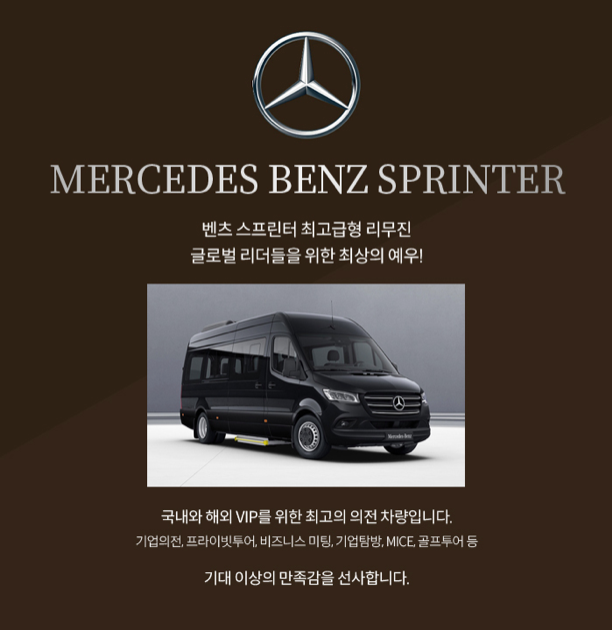 MERCEDES BENZ SPRINTER
벤츠 스프린터 최고급형 리무진
글로벌 리더들을 위한 최상의 예우!
Mercedes-Benz
국내와 해외 VIP를 위한 최고의 의전 차량입니다.
기업의전, 프라이빗투어, 비즈니스 미팅, 기업탐방, MICE, 골프투어 등
기대 이상의 만족감을 선사합니다.